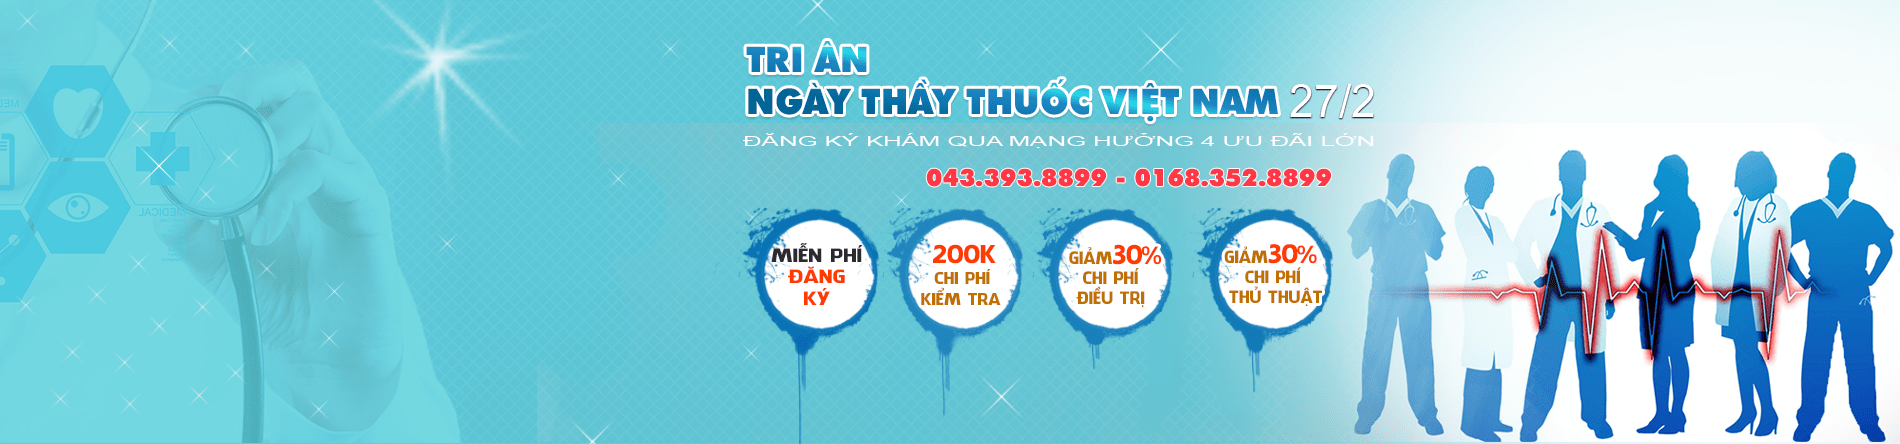 TRI ÂN
NGÀY THẦY THUỐC VIỆT NAM 27/2
ĐĂNG KÝ KHÁM QUA MẠNG HƯỞNG 4 ƯU ĐÃI LỚN
043.393.8899 - 0168.352.8899
MIỄN PHÍ
ĐĂNG
KÝ
200K
CHI PHÍ
KIỂM TRA
GIẢM 30%
CHI PHÍ
ĐIỀU TRỊ
GIẢM 30%
CHI PHÍ
THỦ THUẬT
MEDICAL